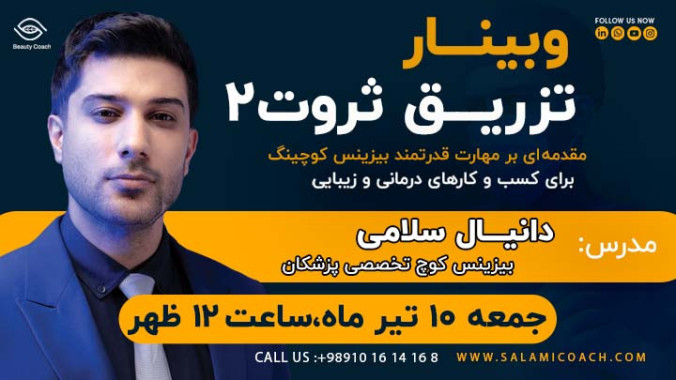 Beauty Coach
FOLLOW US NOW
وبینار
تزریق ثروت۲
مقدمه‌ای بر مهارت قدرتمند بیزینس کوچینگ
برای کسب و کارهای درمانی و زیبایی
مدرس:
دانیال سلامی
بیزینس کوچ تخصصی پزشکان
جمعه ۱۰ تیر ماه،ساعت ۱۲ ظهر
CALL US :+98910 16 14 16 8
WWW.SALAMICOACH.COM